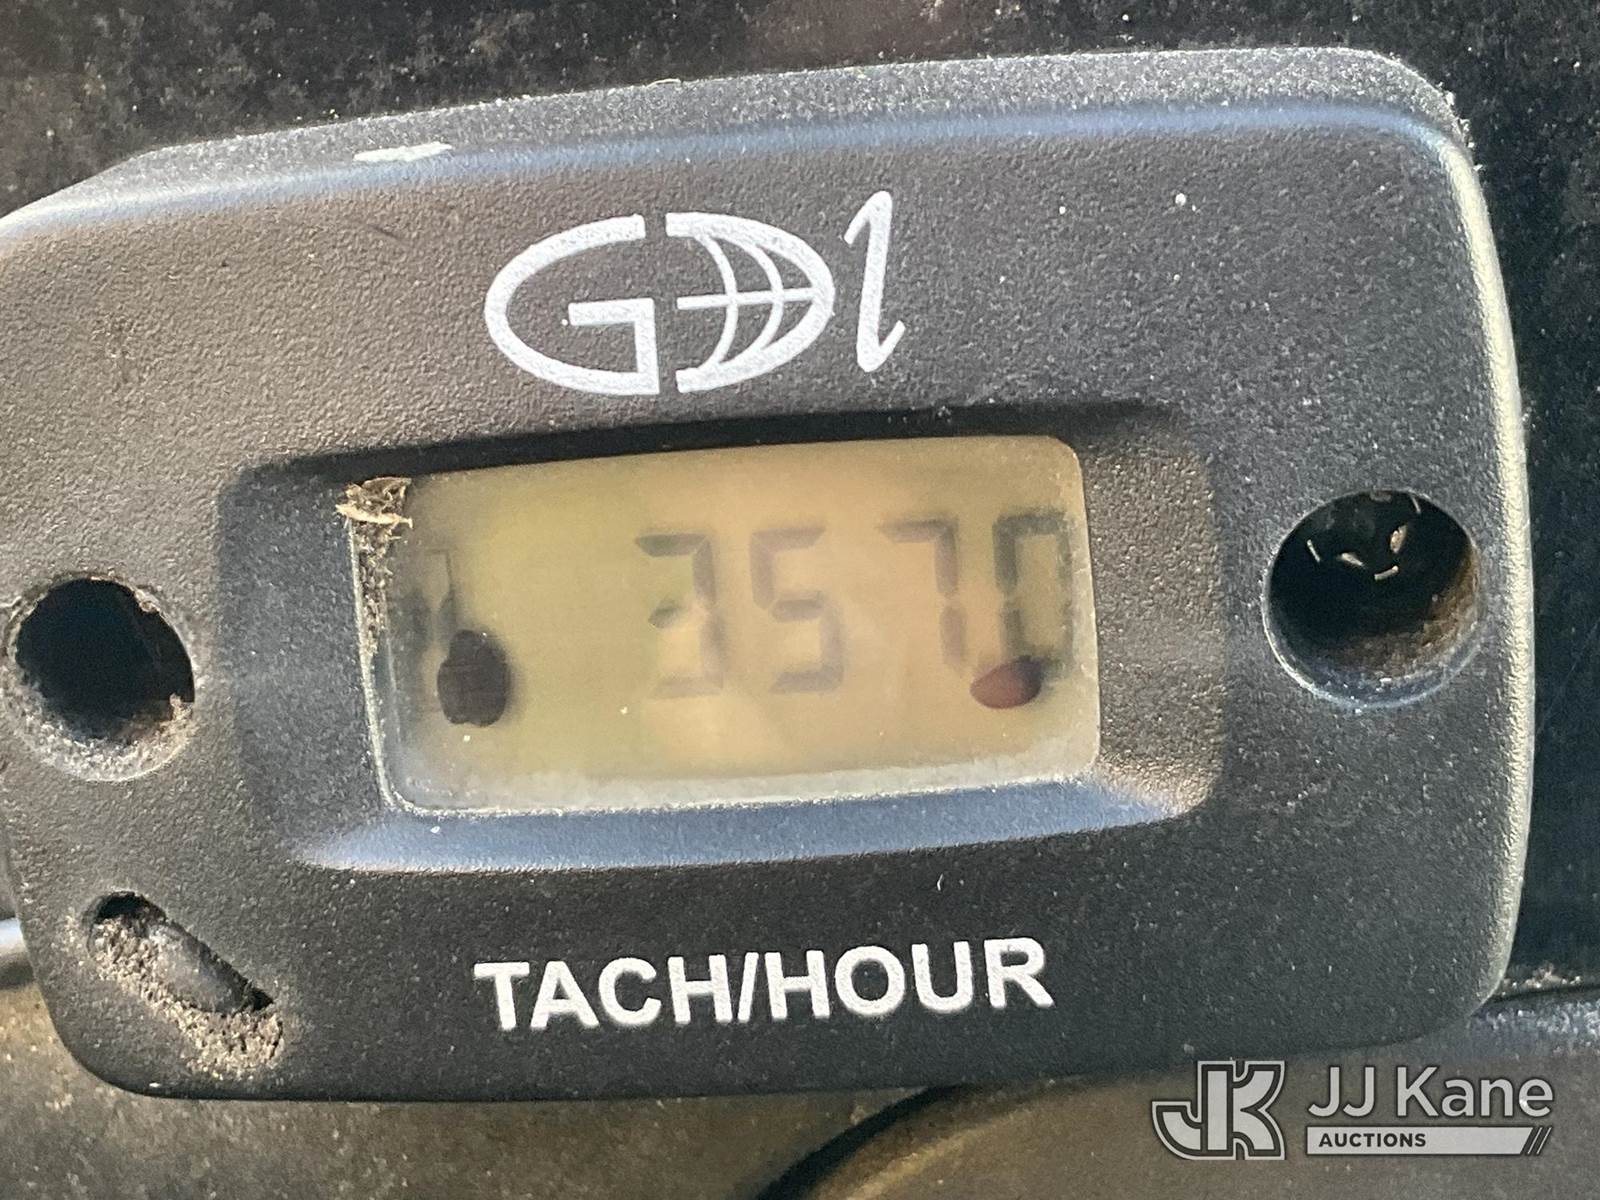 GDI
3570
TACH/HOUR
JJ Kane
AUCTIONS